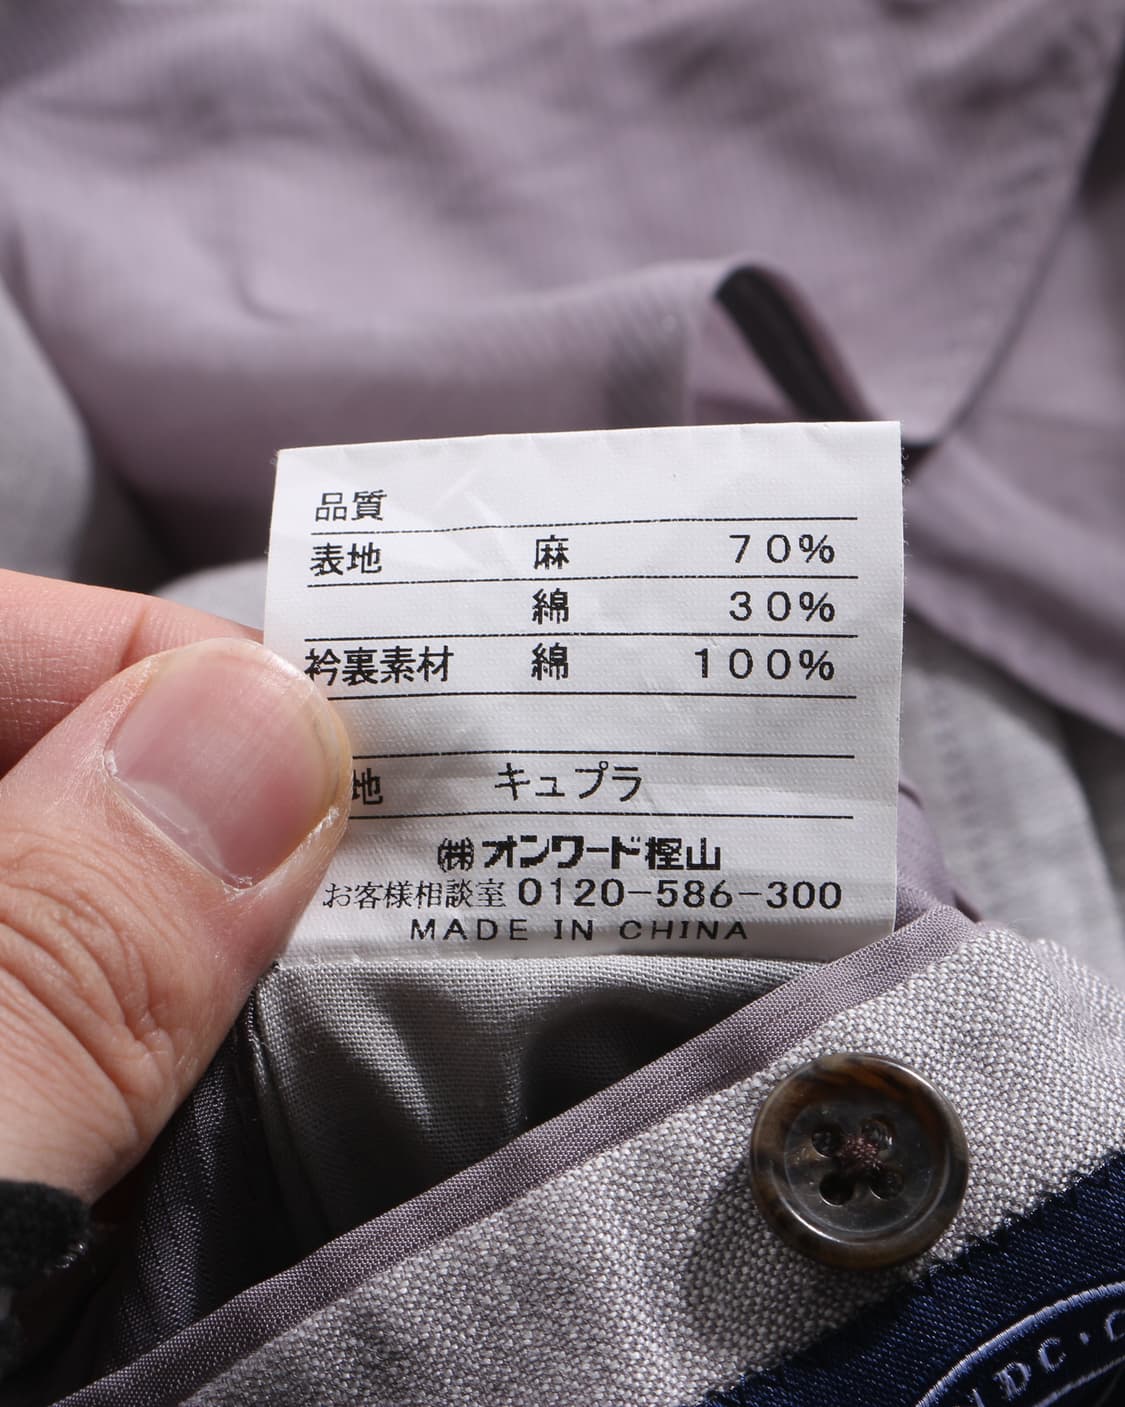 品質
表地 麻 70%
綿 30%
衿裏素材 綿 100%
地 キュプラ
㈱オンワード樫山
お客様相談室 0120-586-300
MADE IN CHINA
DC・C